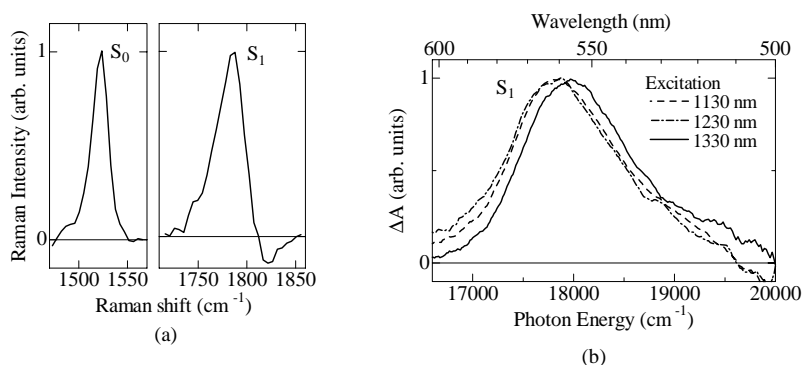 S0
S1
1
0
Raman Intensity (arb. units)
1500
1550
1750
1800
1850
Raman shift (cm-1)
(a)
Wavelength (nm)
600
550
500
S1
Excitation
1130 nm
1230 nm
1330 nm
1
0
ΔA (arb. units)
17000
18000
19000
20000
Photon Energy (cm-1)
(b)